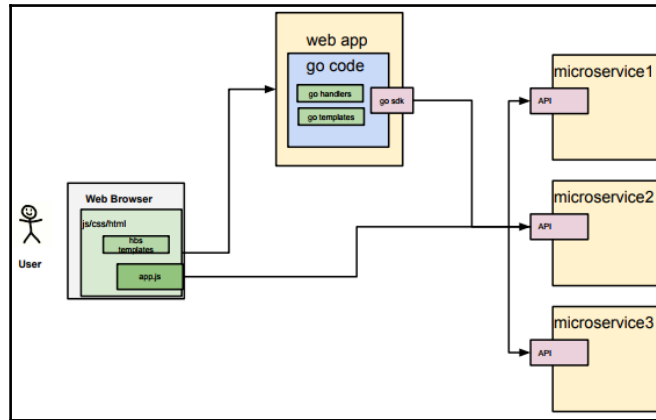 web app
go code
go handlers
go sdk
go templates
microservice1
API
microservice2
API
microservice3
API
Web Browser
js/css/html
hbs
templates
app.js
User